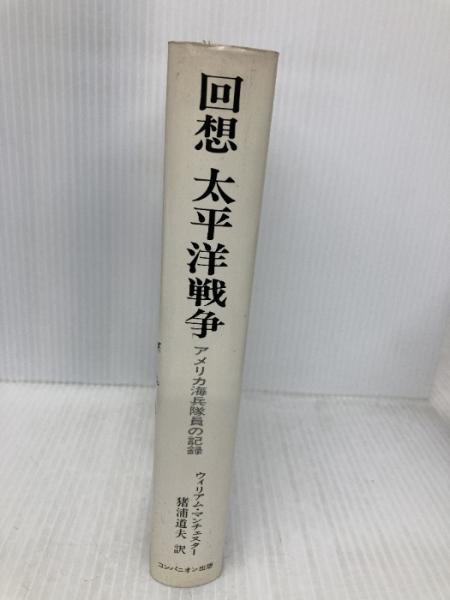 回想 太平洋戦争
アメリカ海兵隊員の記録
ウィリアム・マンチェスター
猪浦道夫 訳
コンパニオン出版